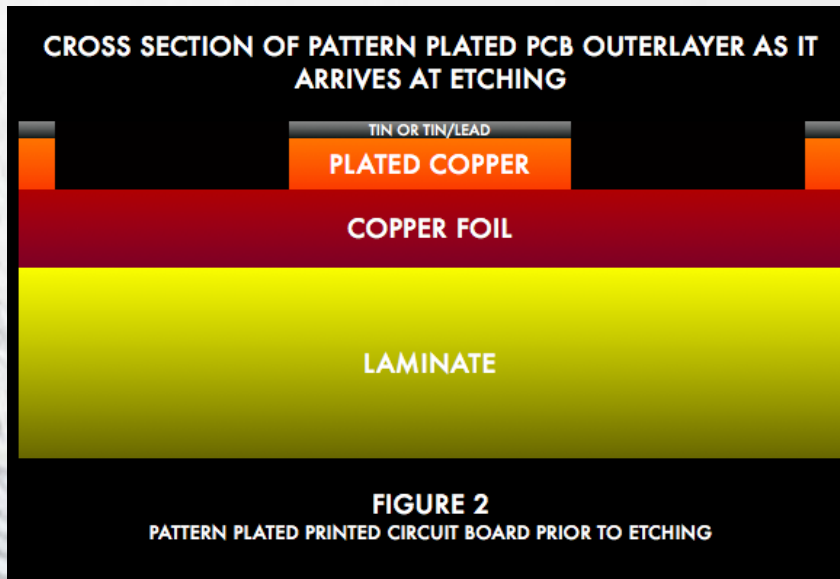 CROSS SECTION OF PATTERN PLATED PCB OUTERLAYER AS IT
ARRIVES AT ETCHING
TIN OR TIN/LEAD
PLATED COPPER
COPPER FOIL
LAMINATE
FIGURE 2
PATTERN PLATED PRINTED CIRCUIT BOARD PRIOR TO ETCHING